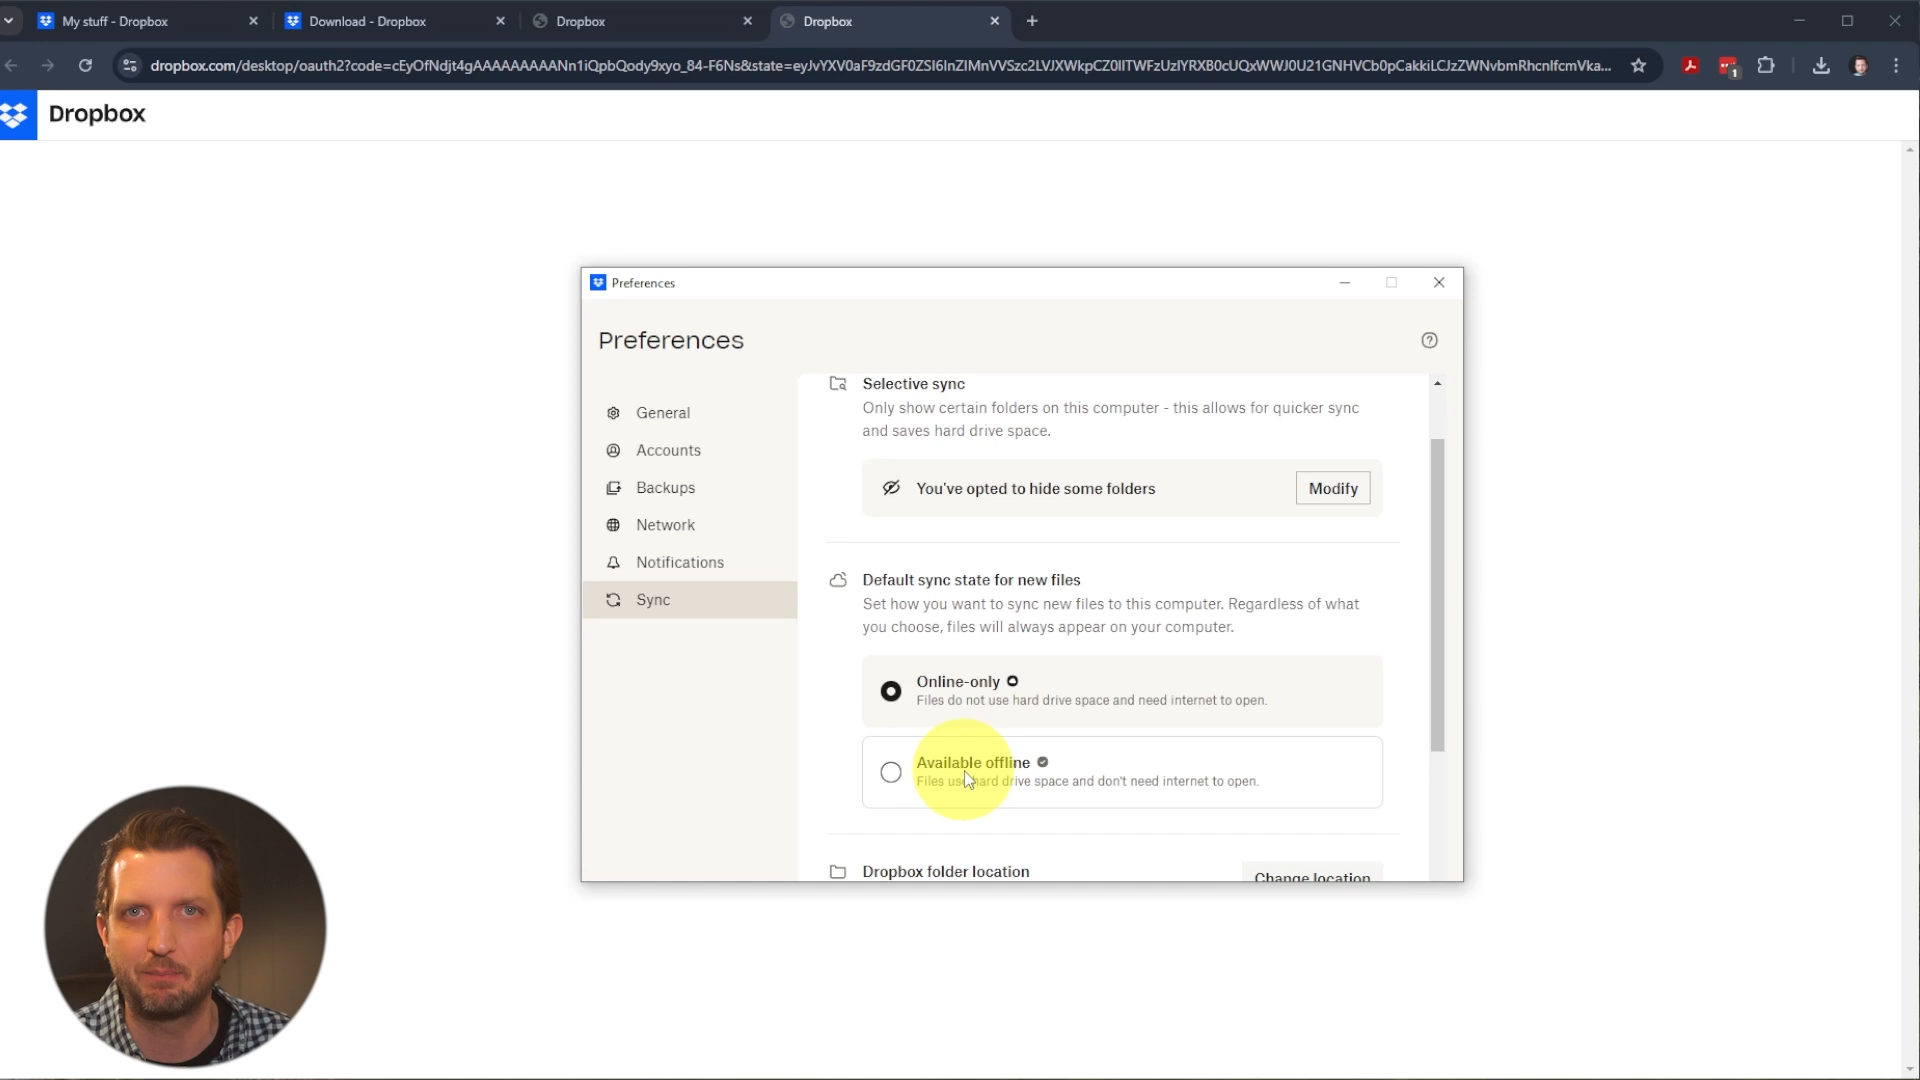 My stuff - Dropbox
Download - Dropbox
Dropbox
Dropbox
dropbox.com/desktop/oauth2?code=
1
Dropbox
Preferences
Preferences
General
Accounts
Backups
Network
Notifications
Sync
Selective sync
Only show certain folders on this computer - this allows for quicker sync
and saves hard drive space.
You've opted to hide some folders
Modify
Default sync state for new files
Set how you want to sync new files to this computer. Regardless of what
you choose, files will always appear on your computer.
Online-only
Files do not use hard drive space and need internet to open.
Available offline
Files use hard drive space and don't need internet to open.
Dropbox folder location
Change location